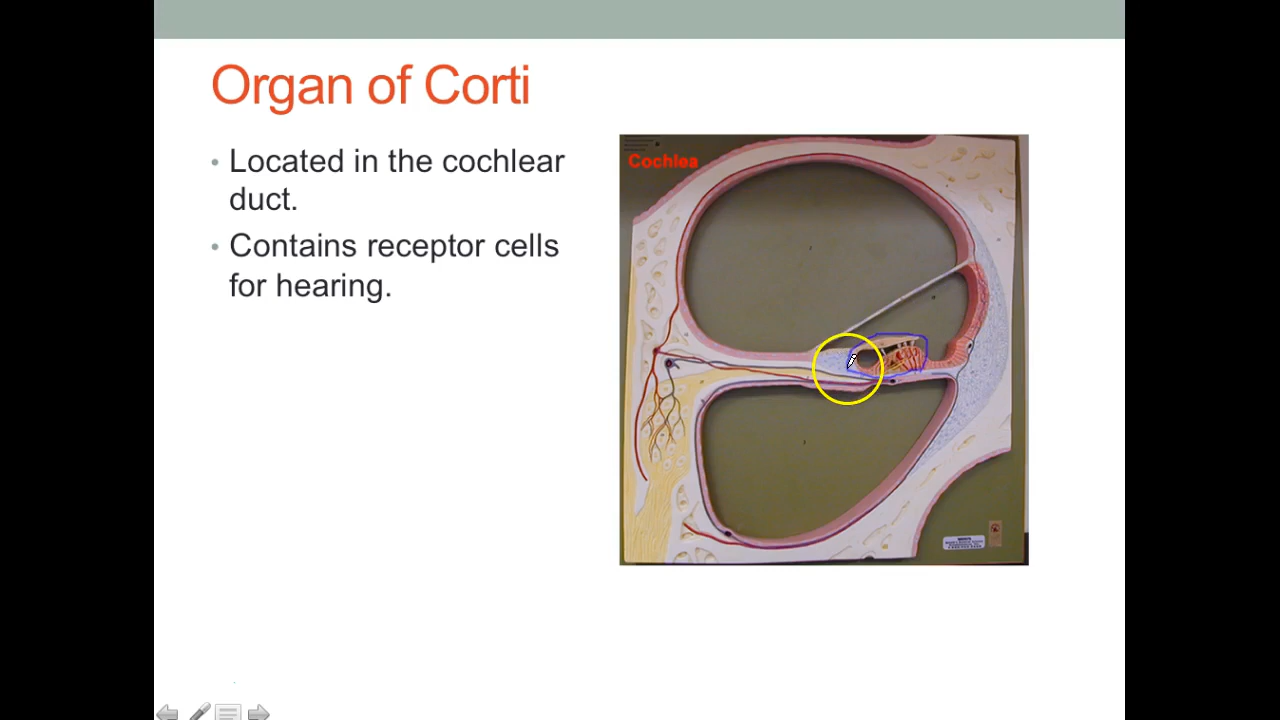 Organ of Corti
• Located in the cochlear
duct.
• Contains receptor cells
for hearing.
Cochlea